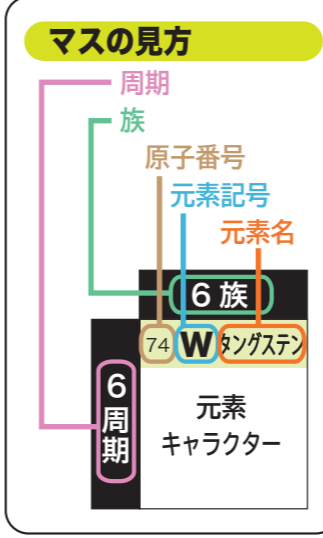 マスの見方
周期
族
原子番号
元素記号
元素名
6族
74 W タングステン
6周期
元素
キャラクター